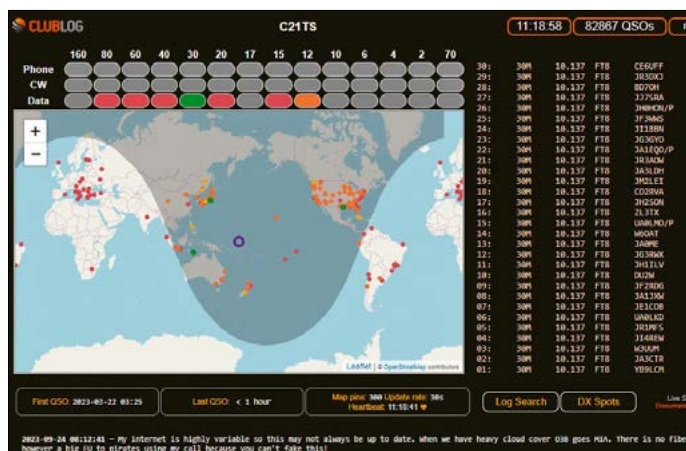 CLUBLOG
C21TS
11:18:58
82867 QSOs
160 80 60 40 30 20 17 15 12 10 6 4 2 70
Phone
CW
Data
+
−
Leaflet | © OpenStreetMap contributors
30: 30M 10.137 FT8 CE6UFF
29: 30M 10.137 FT8 JR3OXJ
28: 30M 10.137 FT8 BD7OH
27: 30M 10.137 FT8 JJ7SRA
26: 30M 10.137 FT8 JH0HON/P
25: 30M 10.137 FT8 JF3WWS
24: 30M 10.137 FT8 JI1BBN
23: 30M 10.137 FT8 JG3GYO
22: 30M 10.137 FT8 JA1EQO/P
21: 30M 10.137 FT8 JR3AOW
20: 30M 10.137 FT8 JA3LDH
19: 30M 10.137 FT8 JM2LEI
18: 30M 10.137 FT8 CO2RVA
17: 30M 10.137 FT8 JH2SON
16: 30M 10.137 FT8 ZL3TX
15: 30M 10.137 FT8 UA0LMO/P
14: 30M 10.137 FT8 W6OAT
13: 30M 10.137 FT8 JA0ME
12: 30M 10.137 FT8 JG3RWX
11: 30M 10.137 FT8 JH1ILV
10: 30M 10.137 FT8 DU2W
09: 30M 10.137 FT8 JF2RDG
08: 30M 10.137 FT8 JA1JXW
07: 30M 10.137 FT8 JE1COB
06: 30M 10.137 FT8 UA0LKD
05: 30M 10.137 FT8 JR1MFS
04: 30M 10.137 FT8 JI4REW
03: 30M 10.137 FT8 W3UUM
02: 30M 10.137 FT8 JA3CTR
01: 30M 10.137 FT8 YB9LCM
First QSO: 2023-03-22 03:25
Last QSO: < 1 hour
Map pins: 300 Update rate: 30s
Heartbeat: 11:18:41 ♥
Log Search
DX Spots
Live S
Document
2023-09-24 08:12:41 – My internet is highly variable so this may not always be up to date. When we have heavy cloud cover O3B goes MIA. There is no fibe
however a big FU to pirates using my call because you can't fake this!